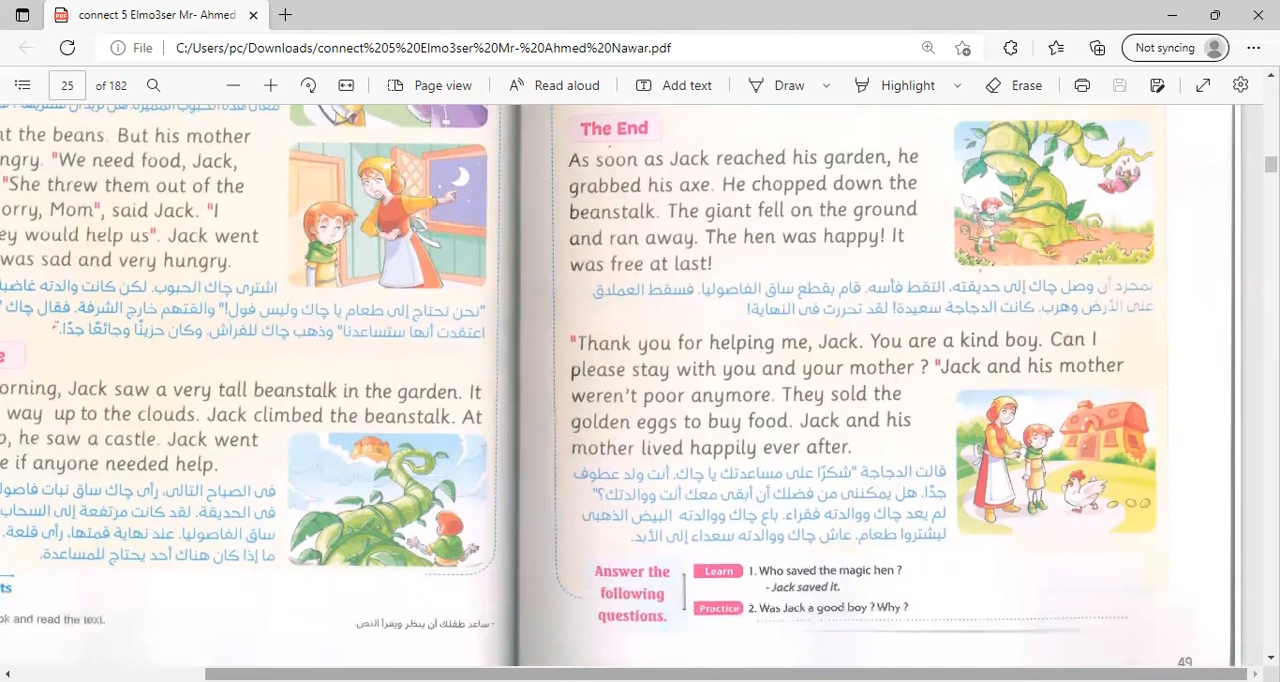 connect 5 Elmo3ser Mr- Ahmed
File
C:/Users/pc/Downloads/connect%205%20Elmo3ser%20Mr-%20Ahmed%20Nawar.pdf
Not syncing
25 of 182
Page view
Read aloud
Add text
Draw
Highlight
Erase
nt the beans. But his mother
ngry. "We need food, Jack,
"She threw them out of the
orry, Mom", said Jack. "I
ey would help us". Jack went
was sad and very hungry.
اشترى چاك الحبوب. لكن كانت والدته غاضبة
"نحن نحتاج إلى طعام يا چاك وليس فول!" والقتهم خارج الشرفة. فقال چاك "
اعتقدت أنها ستساعدنا" وذهب چاك للفراش. وكان حزينًا وجائعًا جدًا.
e
orning, Jack saw a very tall beanstalk in the garden. It
way up to the clouds. Jack climbed the beanstalk. At
p, he saw a castle. Jack went
e if anyone needed help.
فى الصباح التالى، رأى چاك ساق نبات فاصول
فى الحديقة. لقد كانت مرتفعة إلى السحاب
ساق الفاصوليا. عند نهاية قمتها، رأى قلعة.
ما إذا كان هناك أحد يحتاج للمساعدة.
ts
ok and read the text.
- ساعد طفلك أن ينظر ويقرأ النص.
The End
As soon as Jack reached his garden, he
grabbed his axe. He chopped down the
beanstalk. The giant fell on the ground
and ran away. The hen was happy! It
was free at last!
بمجرد أن وصل چاك إلى حديقته، التقط فأسه. قام بقطع ساق الفاصوليا. فسقط العملاق
على الأرض وهرب. كانت الدجاجة سعيدة! لقد تحررت فى النهاية!
"Thank you for helping me, Jack. You are a kind boy. Can I
please stay with you and your mother ? "Jack and his mother
weren't poor anymore. They sold the
golden eggs to buy food. Jack and his
mother lived happily ever after.
قالت الدجاجة "شكرًا على مساعدتك يا چاك. أنت ولد عطوف
جدًا. هل يمكننى من فضلك أن أبقى معك أنت ووالدتك؟"
لم يعد چاك ووالدته فقراء. باع چاك ووالدته البيض الذهبى
ليشتروا طعام. عاش چاك ووالدته سعداء إلى الأبد.
Answer the
following
questions.
Learn 1. Who saved the magic hen ?
- Jack saved it.
Practice 2. Was Jack a good boy ? Why ?
49